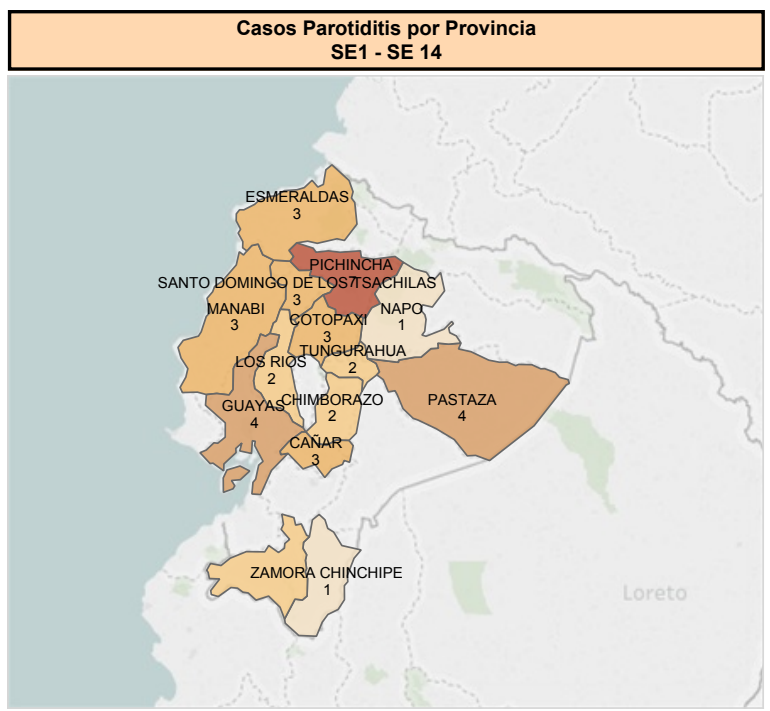 Casos Parotiditis por Provincia
SE1 - SE 14
ESMERALDAS
3
PICHINCHA
7
SANTO DOMINGO DE LOS TSACHILAS
3
MANABI
3
NAPO
1
COTOPAXI
3
TUNGURAHUA
2
LOS RIOS
2
CHIMBORAZO
2
GUAYAS
4
PASTAZA
4
CAÑAR
3
ZAMORA CHINCHIPE
1
Loreto